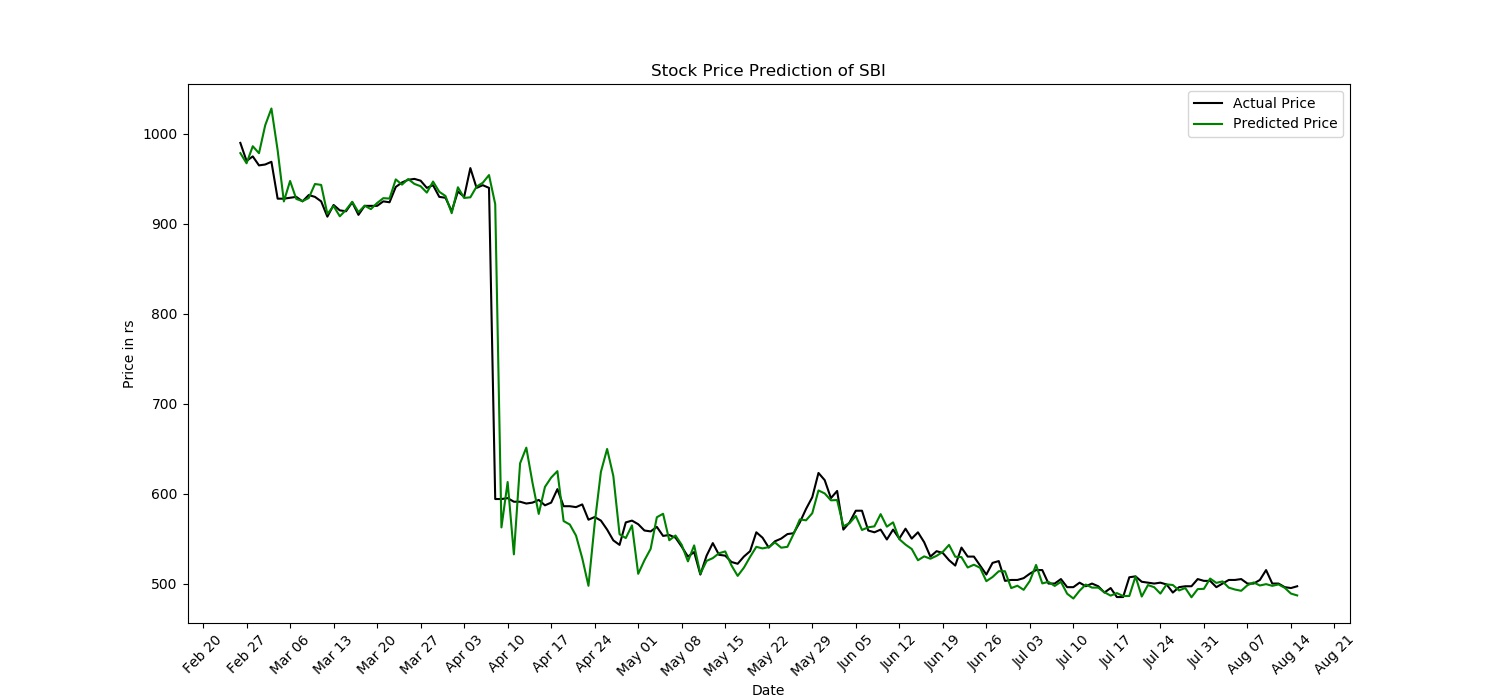 Stock Price Prediction of SBI
Actual Price
Predicted Price
1000
900
800
700
600
500
Price in rs
Feb 20
Feb 27
Mar 06
Mar 13
Mar 20
Mar 27
Apr 03
Apr 10
Apr 17
Apr 24
May 01
May 08
May 15
May 22
May 29
Jun 05
Jun 12
Jun 19
Jun 26
Jul 03
Jul 10
Jul 17
Jul 24
Jul 31
Aug 07
Aug 14
Aug 21
Date